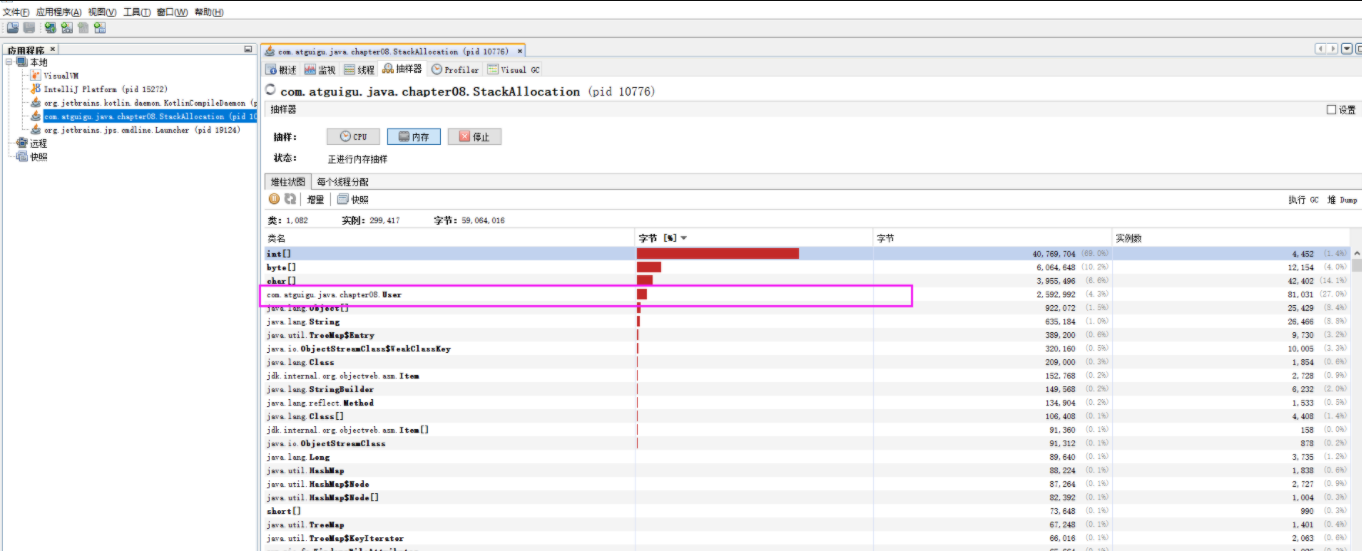 文件(F) 应用程序(A) 视图(V) 工具(T) 窗口(W) 帮助(H)
应用程序 ×
本地
VisualVM
IntelliJ Platform (pid 15272)
org.jetbrains.kotlin.daemon.KotlinCompileDaemon (p
com.atguigu.java.chapter08.StackAllocation (pid 10
org.jetbrains.jps.cmdline.Launcher (pid 19124)
远程
快照
com.atguigu.java.chapter08.StackAllocation (pid 10776) ×
概述 监视 线程 抽样器 Profiler Visual GC
com.atguigu.java.chapter08.StackAllocation (pid 10776)
抽样器 设置
抽样: CPU 内存 停止
状态: 正进行内存抽样
堆柱状图 每个线程分配
增量 快照 执行 GC 堆 Dump
类: 1,082 实例: 299,417 字节: 59,064,016
类名 字节 [%] 字节 实例数
int[] 40,769,704 (69.0%) 4,452 (1.4%)
byte[] 6,064,648 (10.2%) 12,154 (4.0%)
char[] 3,955,496 (6.6%) 42,402 (14.1%)
com.atguigu.java.chapter08.User 2,592,992 (4.3%) 81,031 (27.0%)
java.lang.Object[] 922,072 (1.5%) 25,429 (8.4%)
java.lang.String 635,184 (1.0%) 26,466 (8.8%)
java.util.TreeMap$Entry 389,200 (0.6%) 9,730 (3.2%)
java.io.ObjectStreamClass$WeakClassKey 320,160 (0.5%) 10,005 (3.3%)
java.lang.Class 209,000 (0.3%) 1,854 (0.6%)
jdk.internal.org.objectweb.asm.Item 152,768 (0.2%) 2,728 (0.9%)
java.lang.StringBuilder 149,568 (0.2%) 6,232 (2.0%)
java.lang.reflect.Method 134,904 (0.2%) 1,533 (0.5%)
java.lang.Class[] 106,408 (0.1%) 4,408 (1.4%)
jdk.internal.org.objectweb.asm.Item[] 91,360 (0.1%) 158 (0.0%)
java.io.ObjectStreamClass 91,312 (0.1%) 878 (0.2%)
java.lang.Long 89,640 (0.1%) 3,735 (1.2%)
java.util.HashMap 88,224 (0.1%) 1,838 (0.6%)
java.util.HashMap$Node 87,264 (0.1%) 2,727 (0.9%)
java.util.HashMap$Node[] 82,392 (0.1%) 1,004 (0.3%)
short[] 73,648 (0.1%) 990 (0.3%)
java.util.TreeMap 67,248 (0.1%) 1,401 (0.4%)
java.util.TreeMap$KeyIterator 66,016 (0.1%) 2,063 (0.6%)